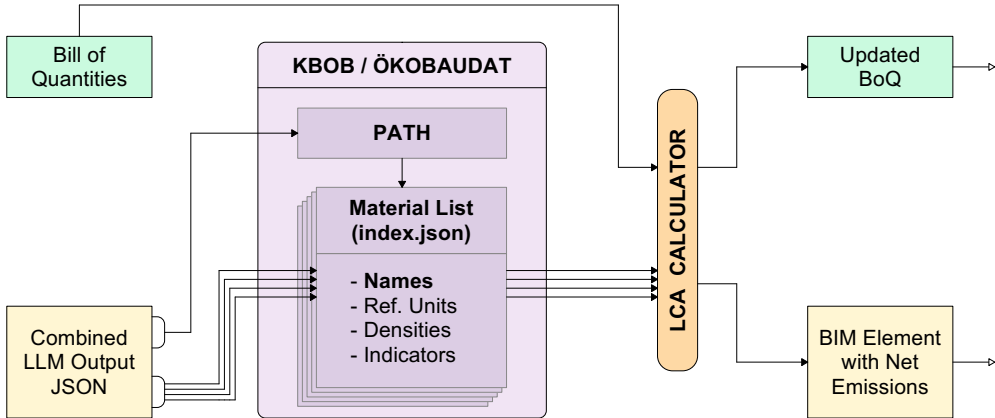 Bill of
Quantities
KBOB / ÖKOBAUDAT
PATH
Material List
(index.json)
- Names
- Ref. Units
- Densities
- Indicators
Combined
LLM Output
JSON
LCA CALCULATOR
Updated
BoQ
BIM Element
with Net
Emissions